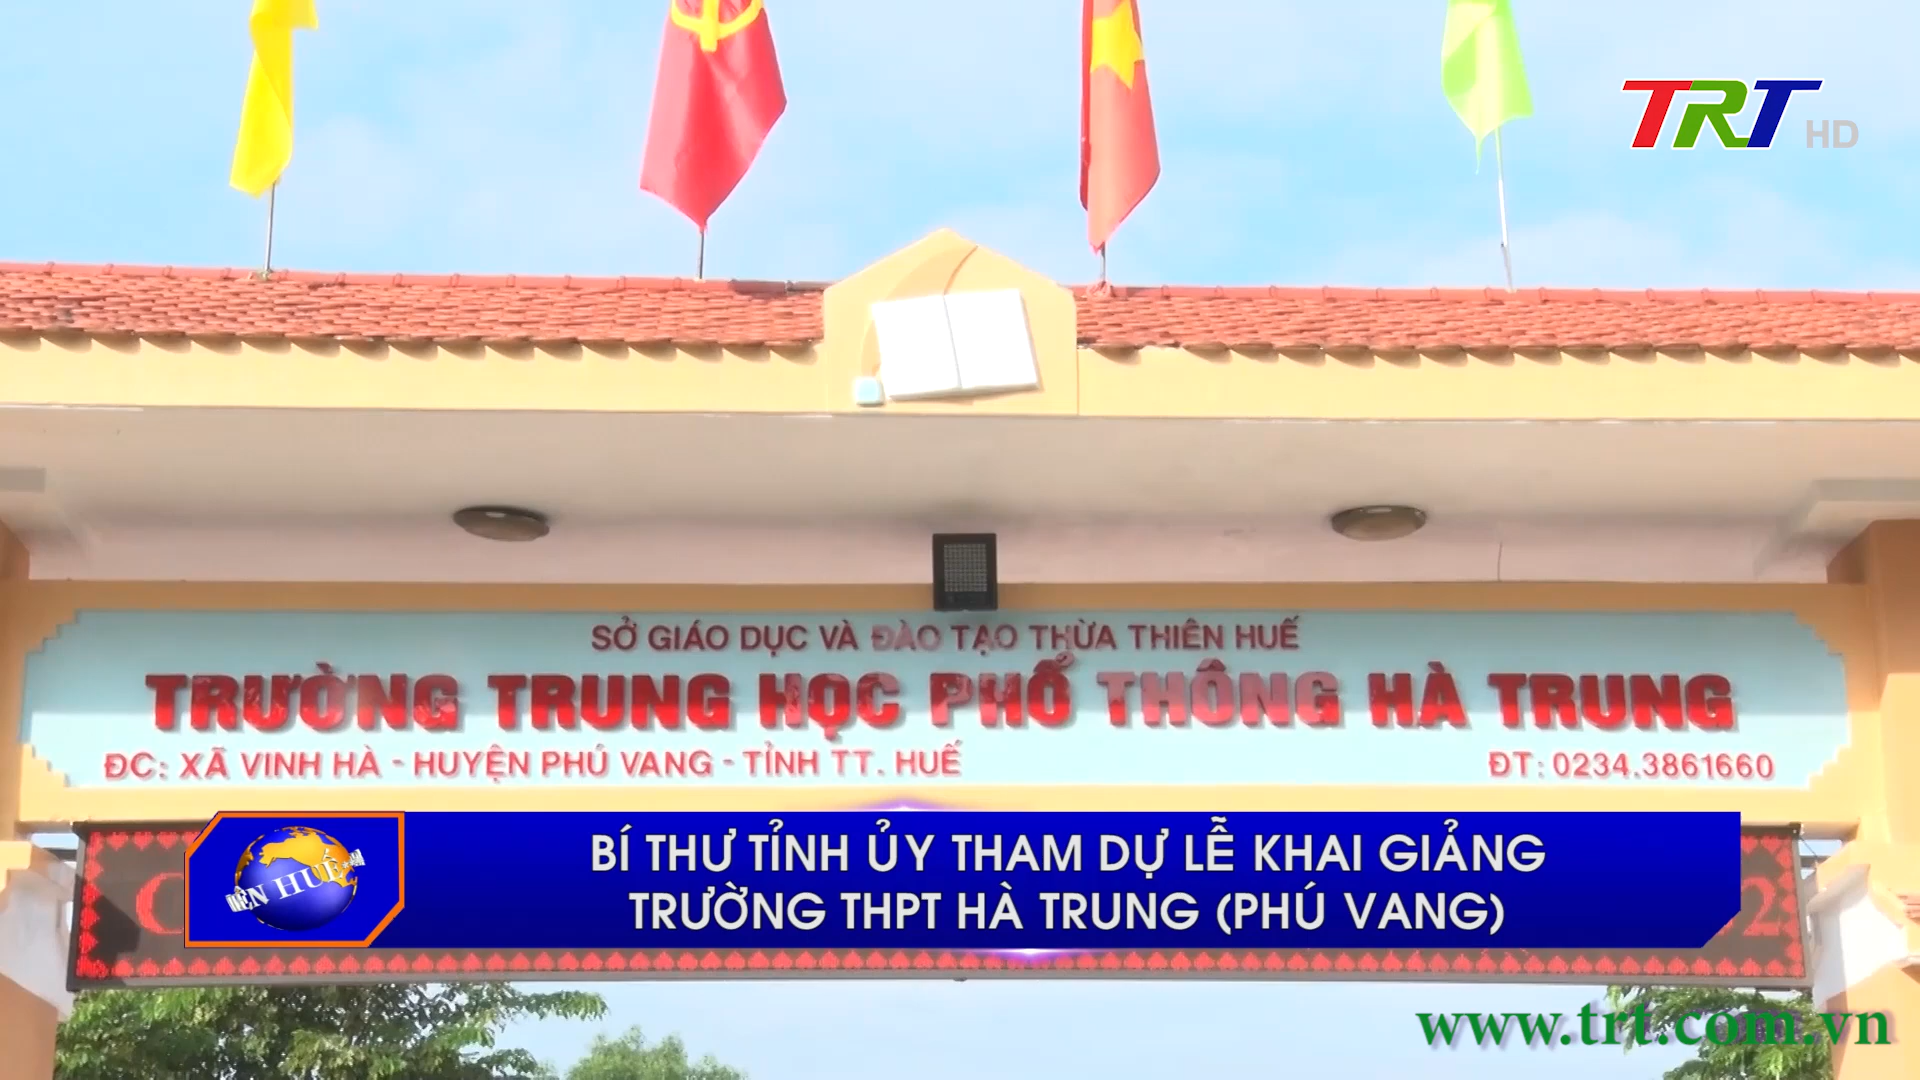 TRT HD
SỞ GIÁO DỤC VÀ ĐÀO TẠO THỪA THIÊN HUẾ
TRƯỜNG TRUNG HỌC PHỔ THÔNG HÀ TRUNG
ĐC: XÃ VINH HÀ - HUYỆN PHÚ VANG - TỈNH TT. HUẾ
ĐT: 0234.3861660
BÍ THƯ TỈNH ỦY THAM DỰ LỄ KHAI GIẢNG
TRƯỜNG THPT HÀ TRUNG (PHÚ VANG)
HUẾ
www.trt.com.vn